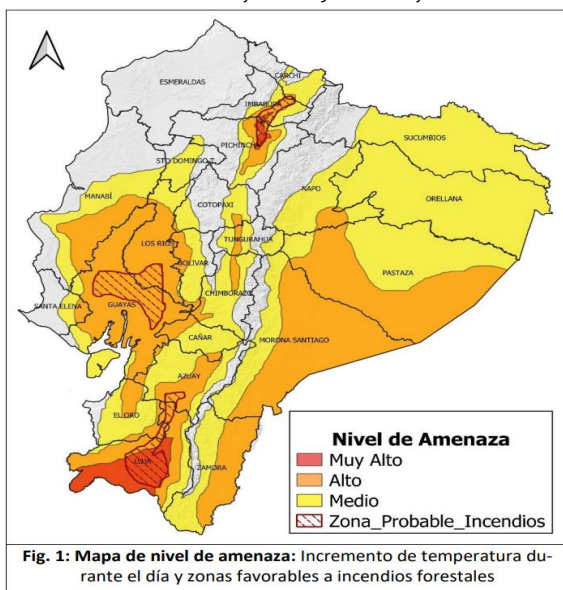 ESMERALDAS
CARCHI
IMBABURA
SUCUMBIOS
PICHINCHA
STO DOMINGO T.
NAPO
ORELLANA
MANABÍ
COTOPAXI
LOS RIOS
TUNGURAHUA
BOLIVAR
PASTAZA
SANTA ELENA
GUAYAS
CHIMBORAZO
MORONA SANTIAGO
CAÑAR
AZUAY
EL ORO
LOJA
ZAMORA
Nivel de Amenaza
Muy Alto
Alto
Medio
Zona_Probable_Incendios
Fig. 1: Mapa de nivel de amenaza: Incremento de temperatura du-
rante el día y zonas favorables a incendios forestales